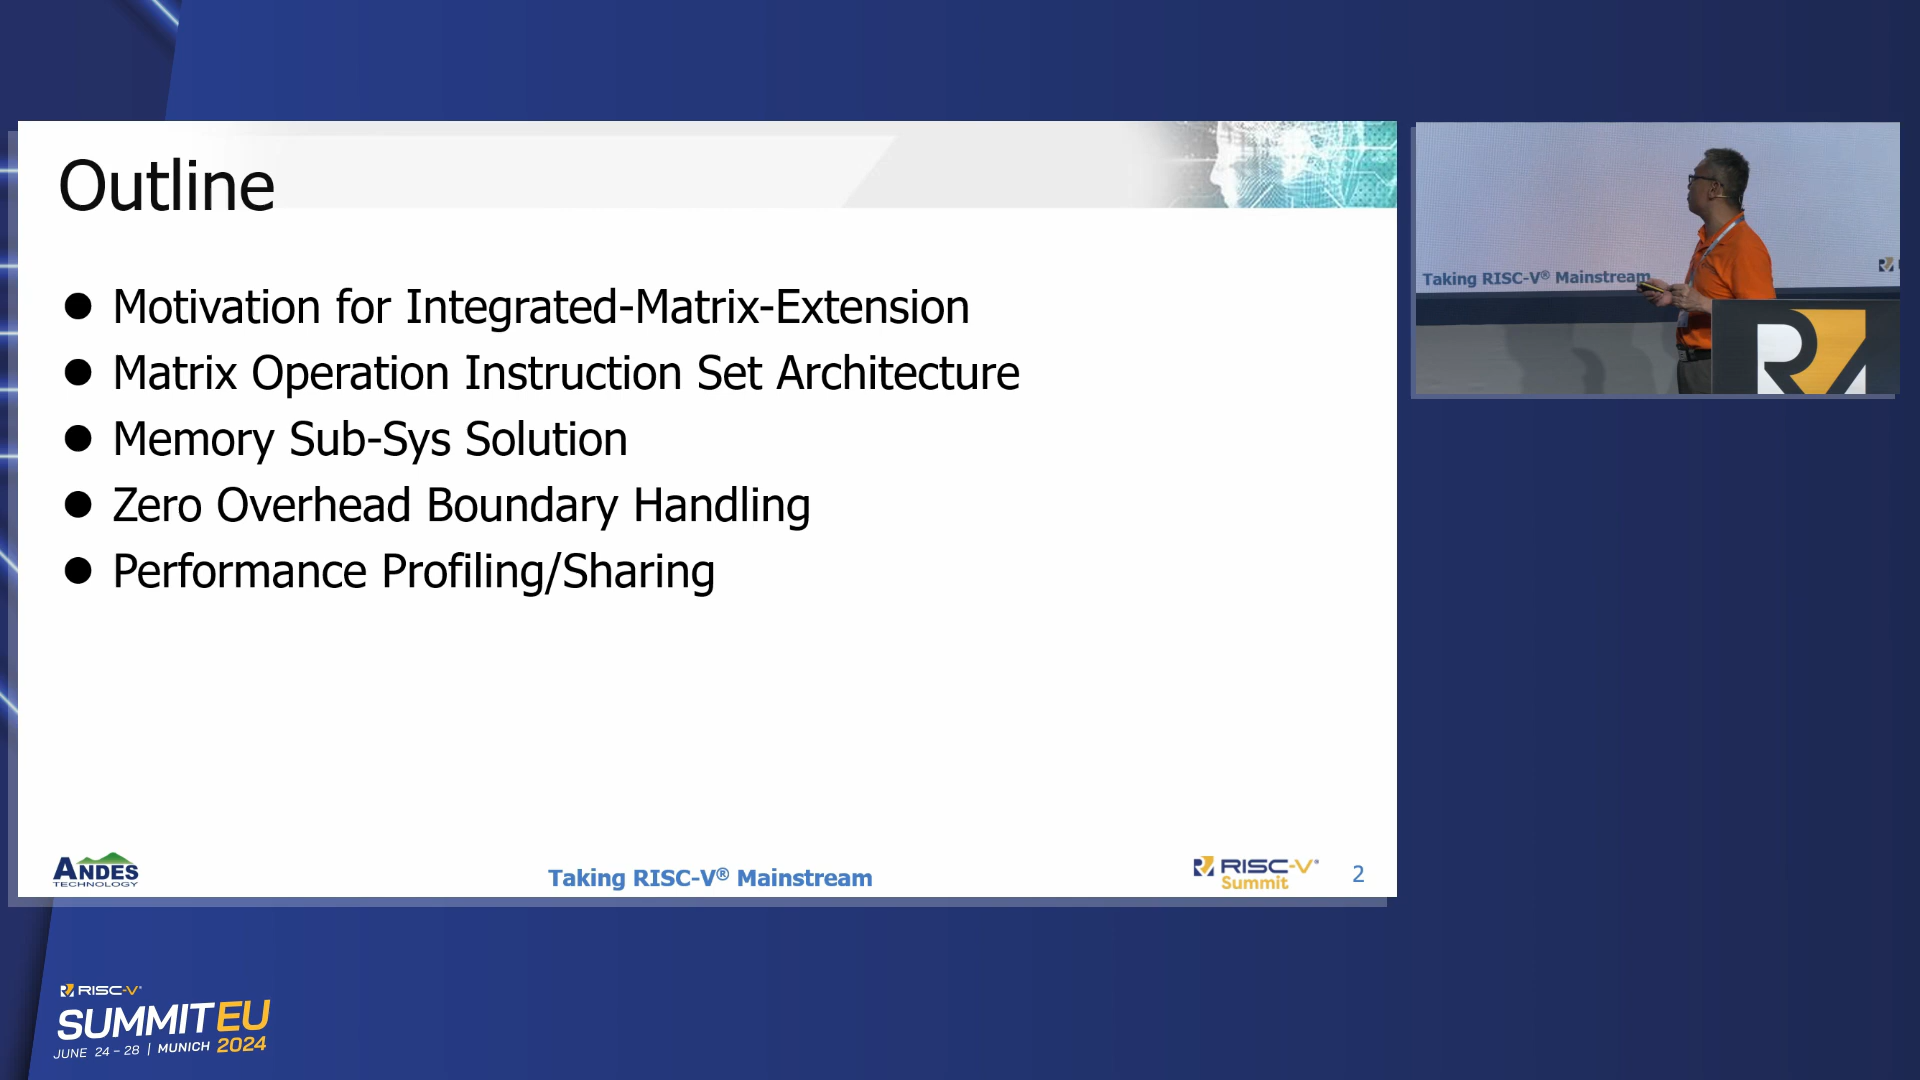 Outline
Motivation for Integrated-Matrix-Extension
Matrix Operation Instruction Set Architecture
Memory Sub-Sys Solution
Zero Overhead Boundary Handling
Performance Profiling/Sharing
ANDES
TECHNOLOGY
Taking RISC-V® Mainstream
RISC-V®
Summit
2
Taking RISC-V® Mainstream
RISC-V®
SUMMIT EU
JUNE 24 – 28 | MUNICH 2024